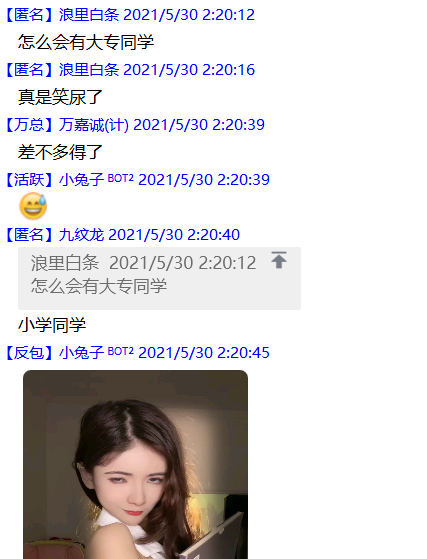 【匿名】浪里白条 2021/5/30 2:20:12
怎么会有大专同学
【匿名】浪里白条 2021/5/30 2:20:16
真是笑尿了
【万总】万嘉诚(计) 2021/5/30 2:20:39
差不多得了
【活跃】小兔子 BOT2 2021/5/30 2:20:39
【匿名】九纹龙 2021/5/30 2:20:40
浪里白条 2021/5/30 2:20:12
怎么会有大专同学
小学同学
【反包】小兔子 BOT2 2021/5/30 2:20:45